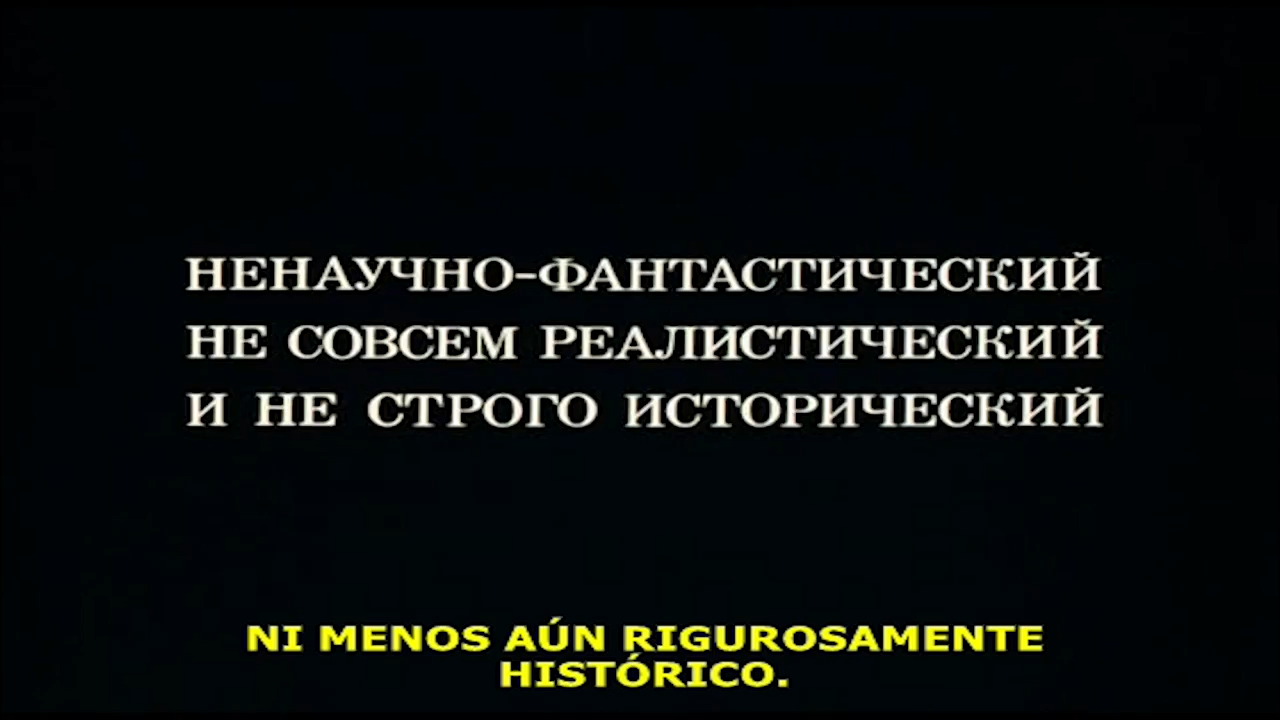 НЕНАУЧНО-ФАНТАСТИЧЕСКИЙ
НЕ СОВСЕМ РЕАЛИСТИЧЕСКИЙ
И НЕ СТРОГО ИСТОРИЧЕСКИЙ
NI MENOS AÚN RIGUROSAMENTE
HISTÓRICO.